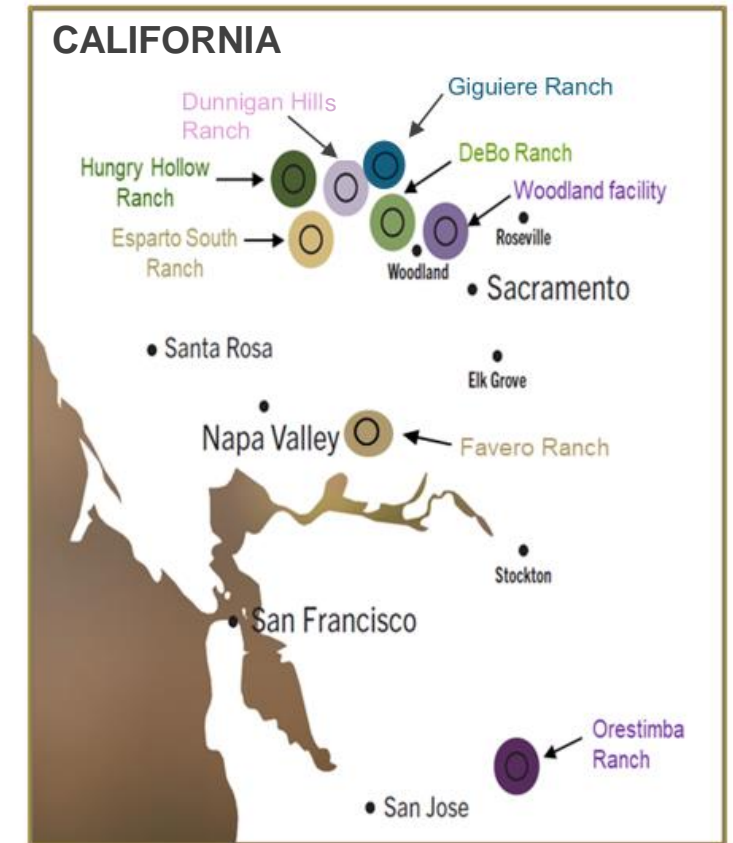 CALIFORNIA
Giguiere Ranch
Dunnigan Hills
Ranch
DeBo Ranch
Hungry Hollow
Ranch
Woodland facility
Esparto South
Ranch
Roseville
Woodland
Sacramento
Santa Rosa
Elk Grove
Napa Valley
Favero Ranch
Stockton
San Francisco
Orestimba
Ranch
San Jose